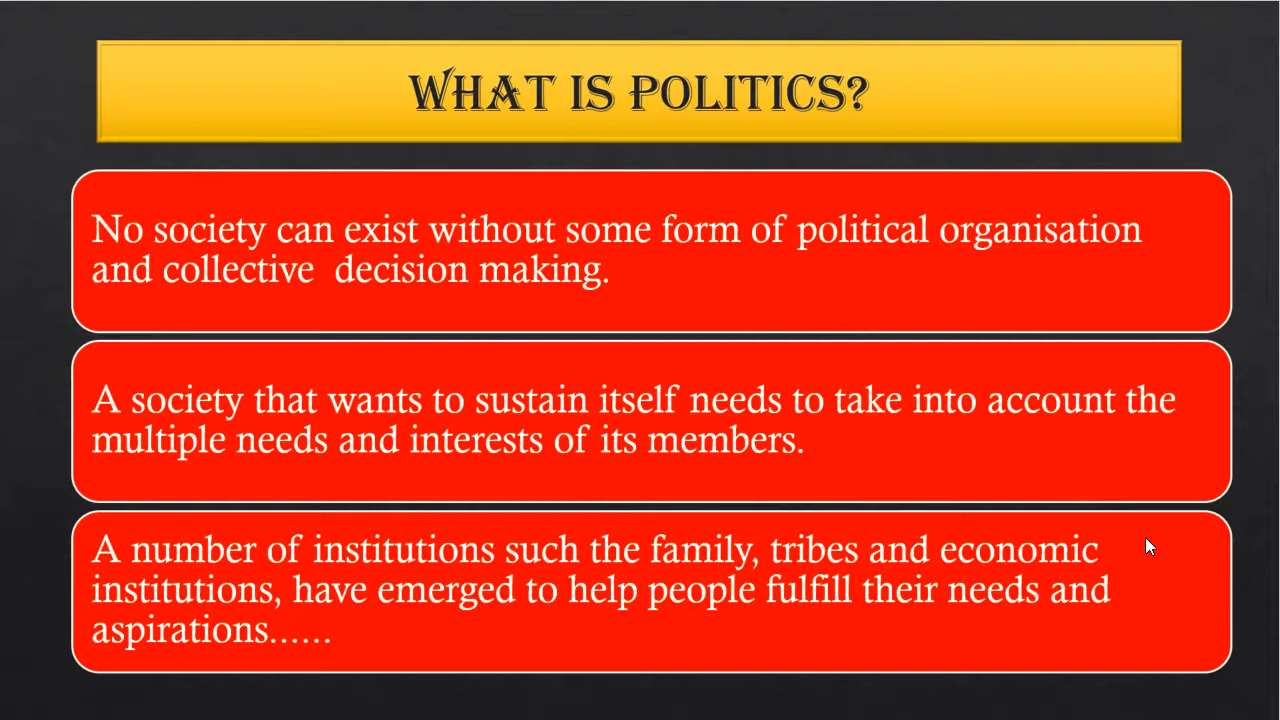 WHAT IS POLITICS?
No society can exist without some form of political organisation
and collective  decision making.
A society that wants to sustain itself needs to take into account the
multiple needs and interests of its members.
A number of institutions such the family, tribes and economic
institutions, have emerged to help people fulfill their needs and
aspirations......